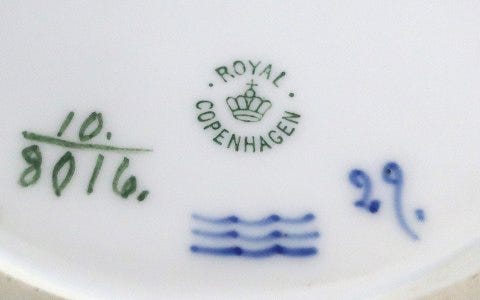 ROYAL
COPENHAGEN
10.
8016.
29.